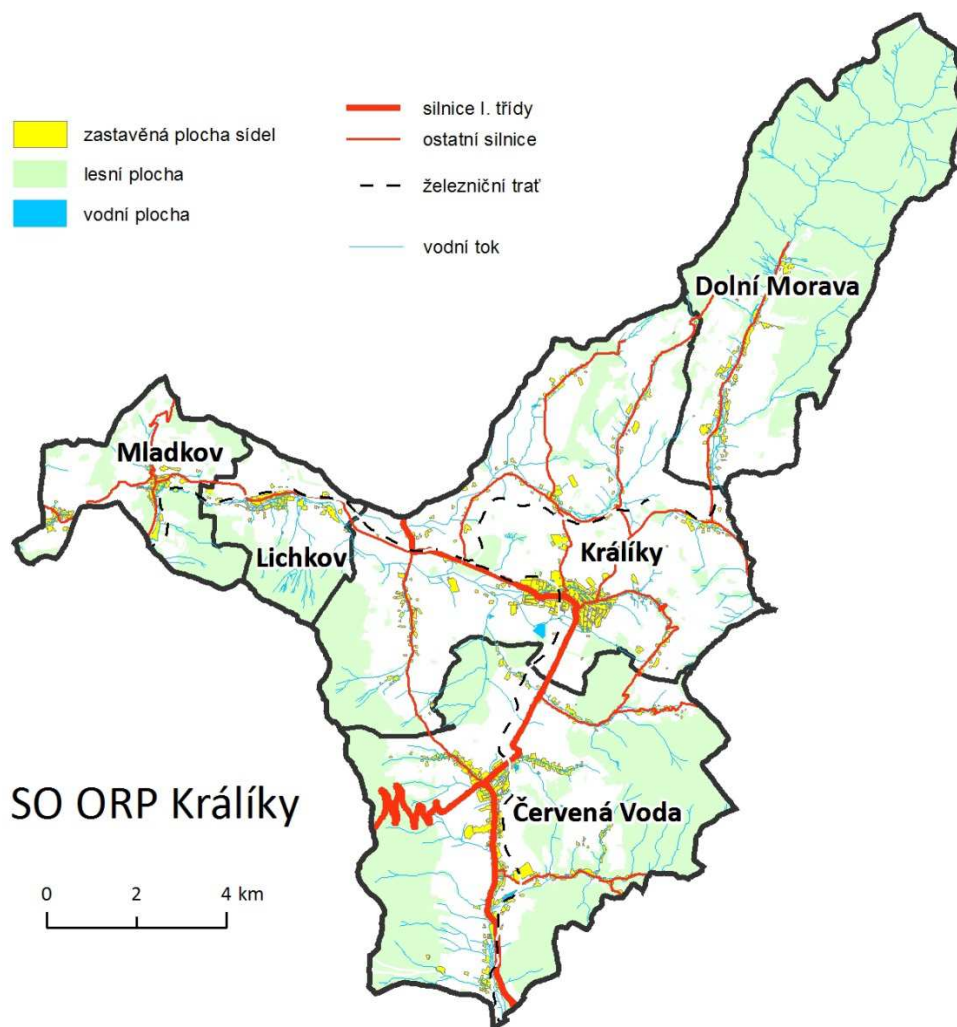 zastavěná plocha sídel
lesní plocha
vodní plocha
silnice I. třídy
ostatní silnice
železniční trať
vodní tok
Dolní Morava
Mladkov
Lichkov
Králíky
Červená Voda
SO ORP Králíky
0 2 4 km